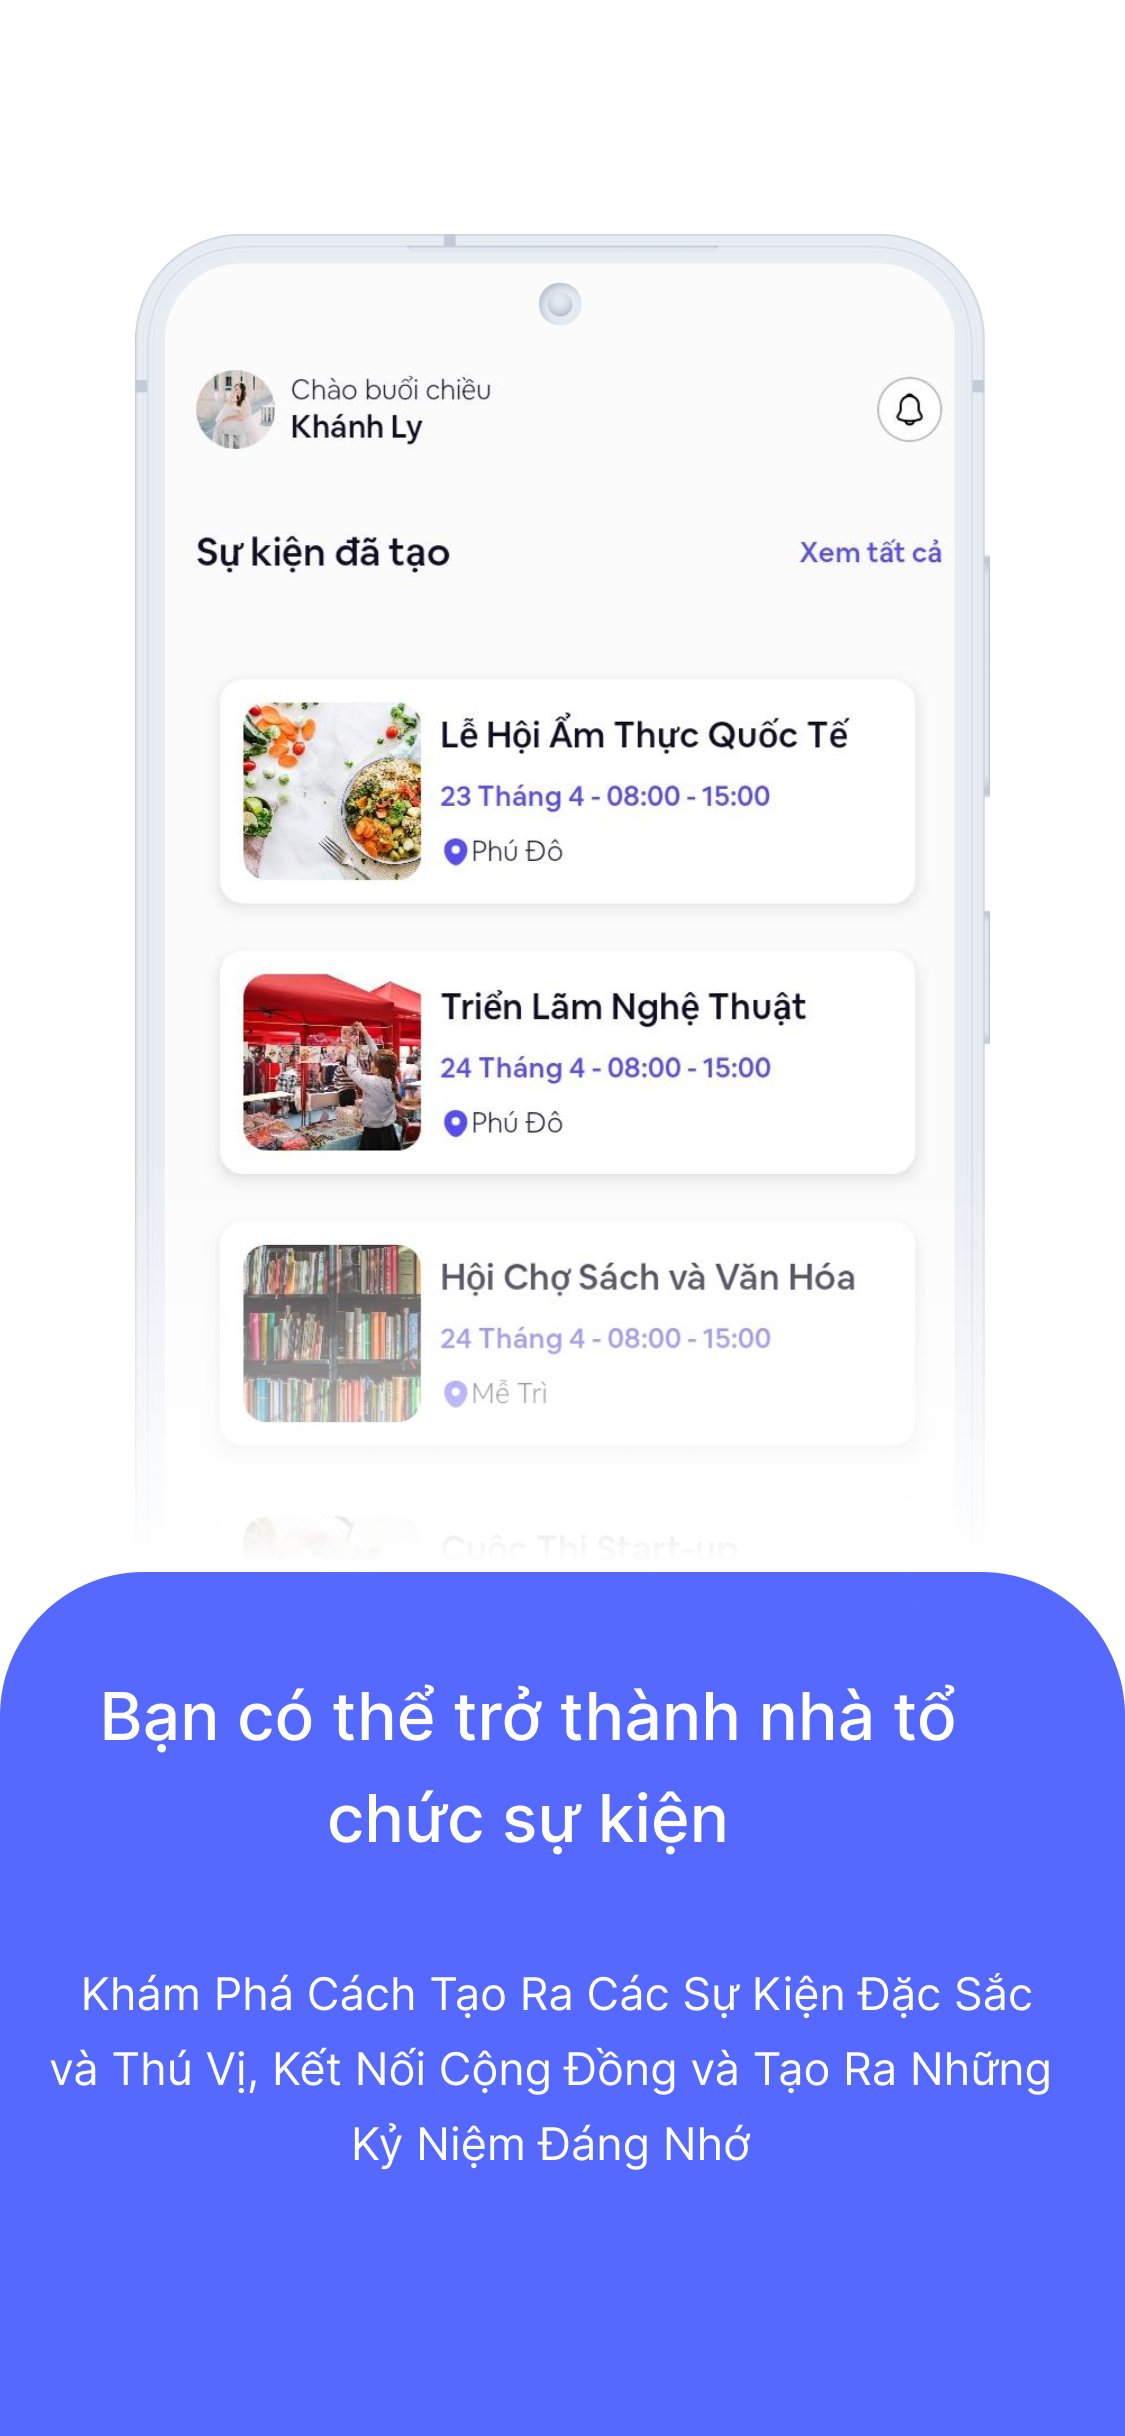 Chào buổi chiều
Khánh Ly
Sự kiện đã tạo
Xem tất cả
Lễ Hội Ẩm Thực Quốc Tế
23 Tháng 4 - 08:00 - 15:00
Phú Đô
Triển Lãm Nghệ Thuật
24 Tháng 4 - 08:00 - 15:00
Phú Đô
Hội Chợ Sách và Văn Hóa
24 Tháng 4 - 08:00 - 15:00
Mễ Trì
Cuộc Thi Start-up
Bạn có thể trở thành nhà tổ
chức sự kiện
Khám Phá Cách Tạo Ra Các Sự Kiện Đặc Sắc
và Thú Vị, Kết Nối Cộng Đồng và Tạo Ra Những
Kỷ Niệm Đáng Nhớ